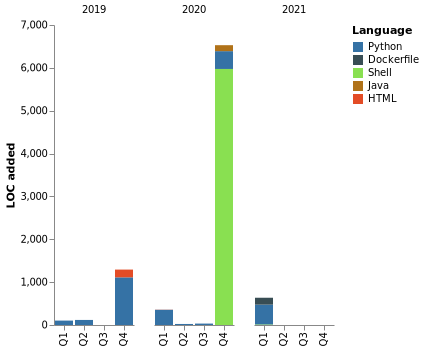 2019 2020 2021
Language
Python
Dockerfile
Shell
Java
HTML
LOC added
7,000
6,000
5,000
4,000
3,000
2,000
1,000
0
Q1 Q2 Q3 Q4 Q1 Q2 Q3 Q4 Q1 Q2 Q3 Q4